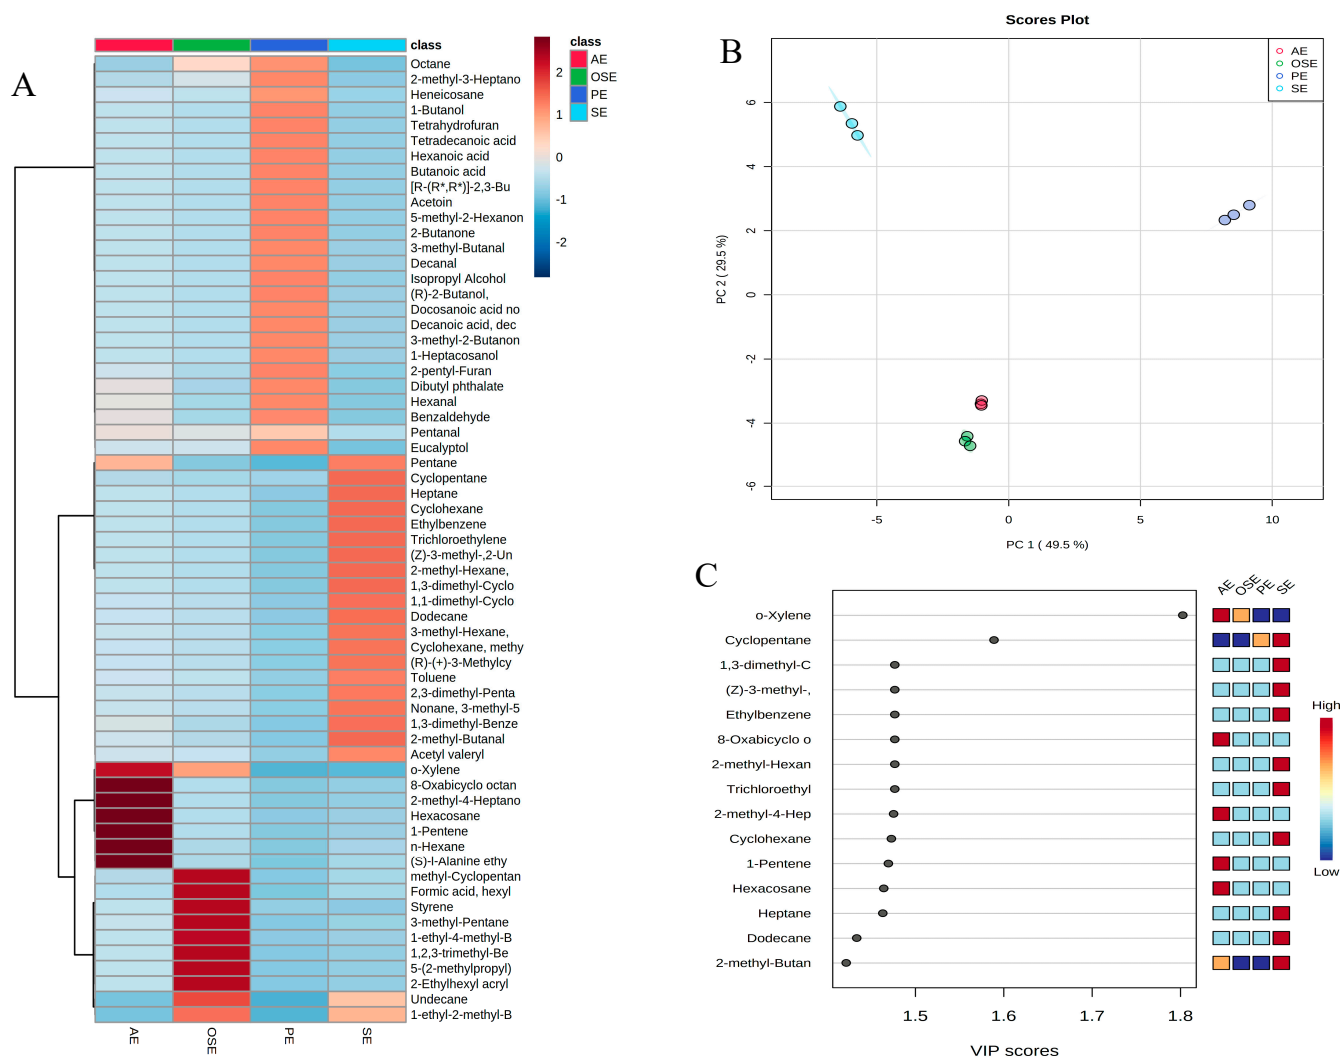 A
class
Octane
2-methyl-3-Heptano
Heneicosane
1-Butanol
Tetrahydrofuran
Tetradecanoic acid
Hexanoic acid
Butanoic acid
[R-(R*,R*)]-2,3-Bu
Acetoin
5-methyl-2-Hexanon
2-Butanone
3-methyl-Butanal
Decanal
Isopropyl Alcohol
(R)-2-Butanol,
Docosanoic acid no
Decanoic acid, dec
3-methyl-2-Butanon
1-Heptacosanol
2-pentyl-Furan
Dibutyl phthalate
Hexanal
Benzaldehyde
Pentanal
Eucalyptol
Pentane
Cyclopentane
Heptane
Cyclohexane
Ethylbenzene
Trichloroethylene
(Z)-3-methyl-,2-Un
2-methyl-Hexane,
1,3-dimethyl-Cyclo
1,1-dimethyl-Cyclo
Dodecane
3-methyl-Hexane,
Cyclohexane, methy
(R)-(+)-3-Methylcy
Toluene
2,3-dimethyl-Penta
Nonane, 3-methyl-5
1,3-dimethyl-Benze
2-methyl-Butanal
Acetyl valeryl
o-Xylene
8-Oxabicyclo octan
2-methyl-4-Heptano
Hexacosane
1-Pentene
n-Hexane
(S)-l-Alanine ethy
methyl-Cyclopentan
Formic acid, hexyl
Styrene
3-methyl-Pentane
1-ethyl-4-methyl-B
1,2,3-trimethyl-Be
5-(2-methylpropyl)
2-Ethylhexyl acryl
Undecane
1-ethyl-2-methyl-B
AE
OSE
PE
SE
2
1
0
-1
-2
class
AE
OSE
PE
SE
B
Scores Plot
AE
OSE
PE
SE
PC 2 ( 29.5 %)
6
4
2
0
-2
-4
-6
-5
0
5
10
PC 1 ( 49.5 %)
C
AE
OSE
PE
SE
o-Xylene
Cyclopentane
1,3-dimethyl-C
(Z)-3-methyl-,
Ethylbenzene
8-Oxabicyclo o
2-methyl-Hexan
Trichloroethyl
2-methyl-4-Hep
Cyclohexane
1-Pentene
Hexacosane
Heptane
Dodecane
2-methyl-Butan
1.5
1.6
1.7
1.8
VIP scores
High
Low